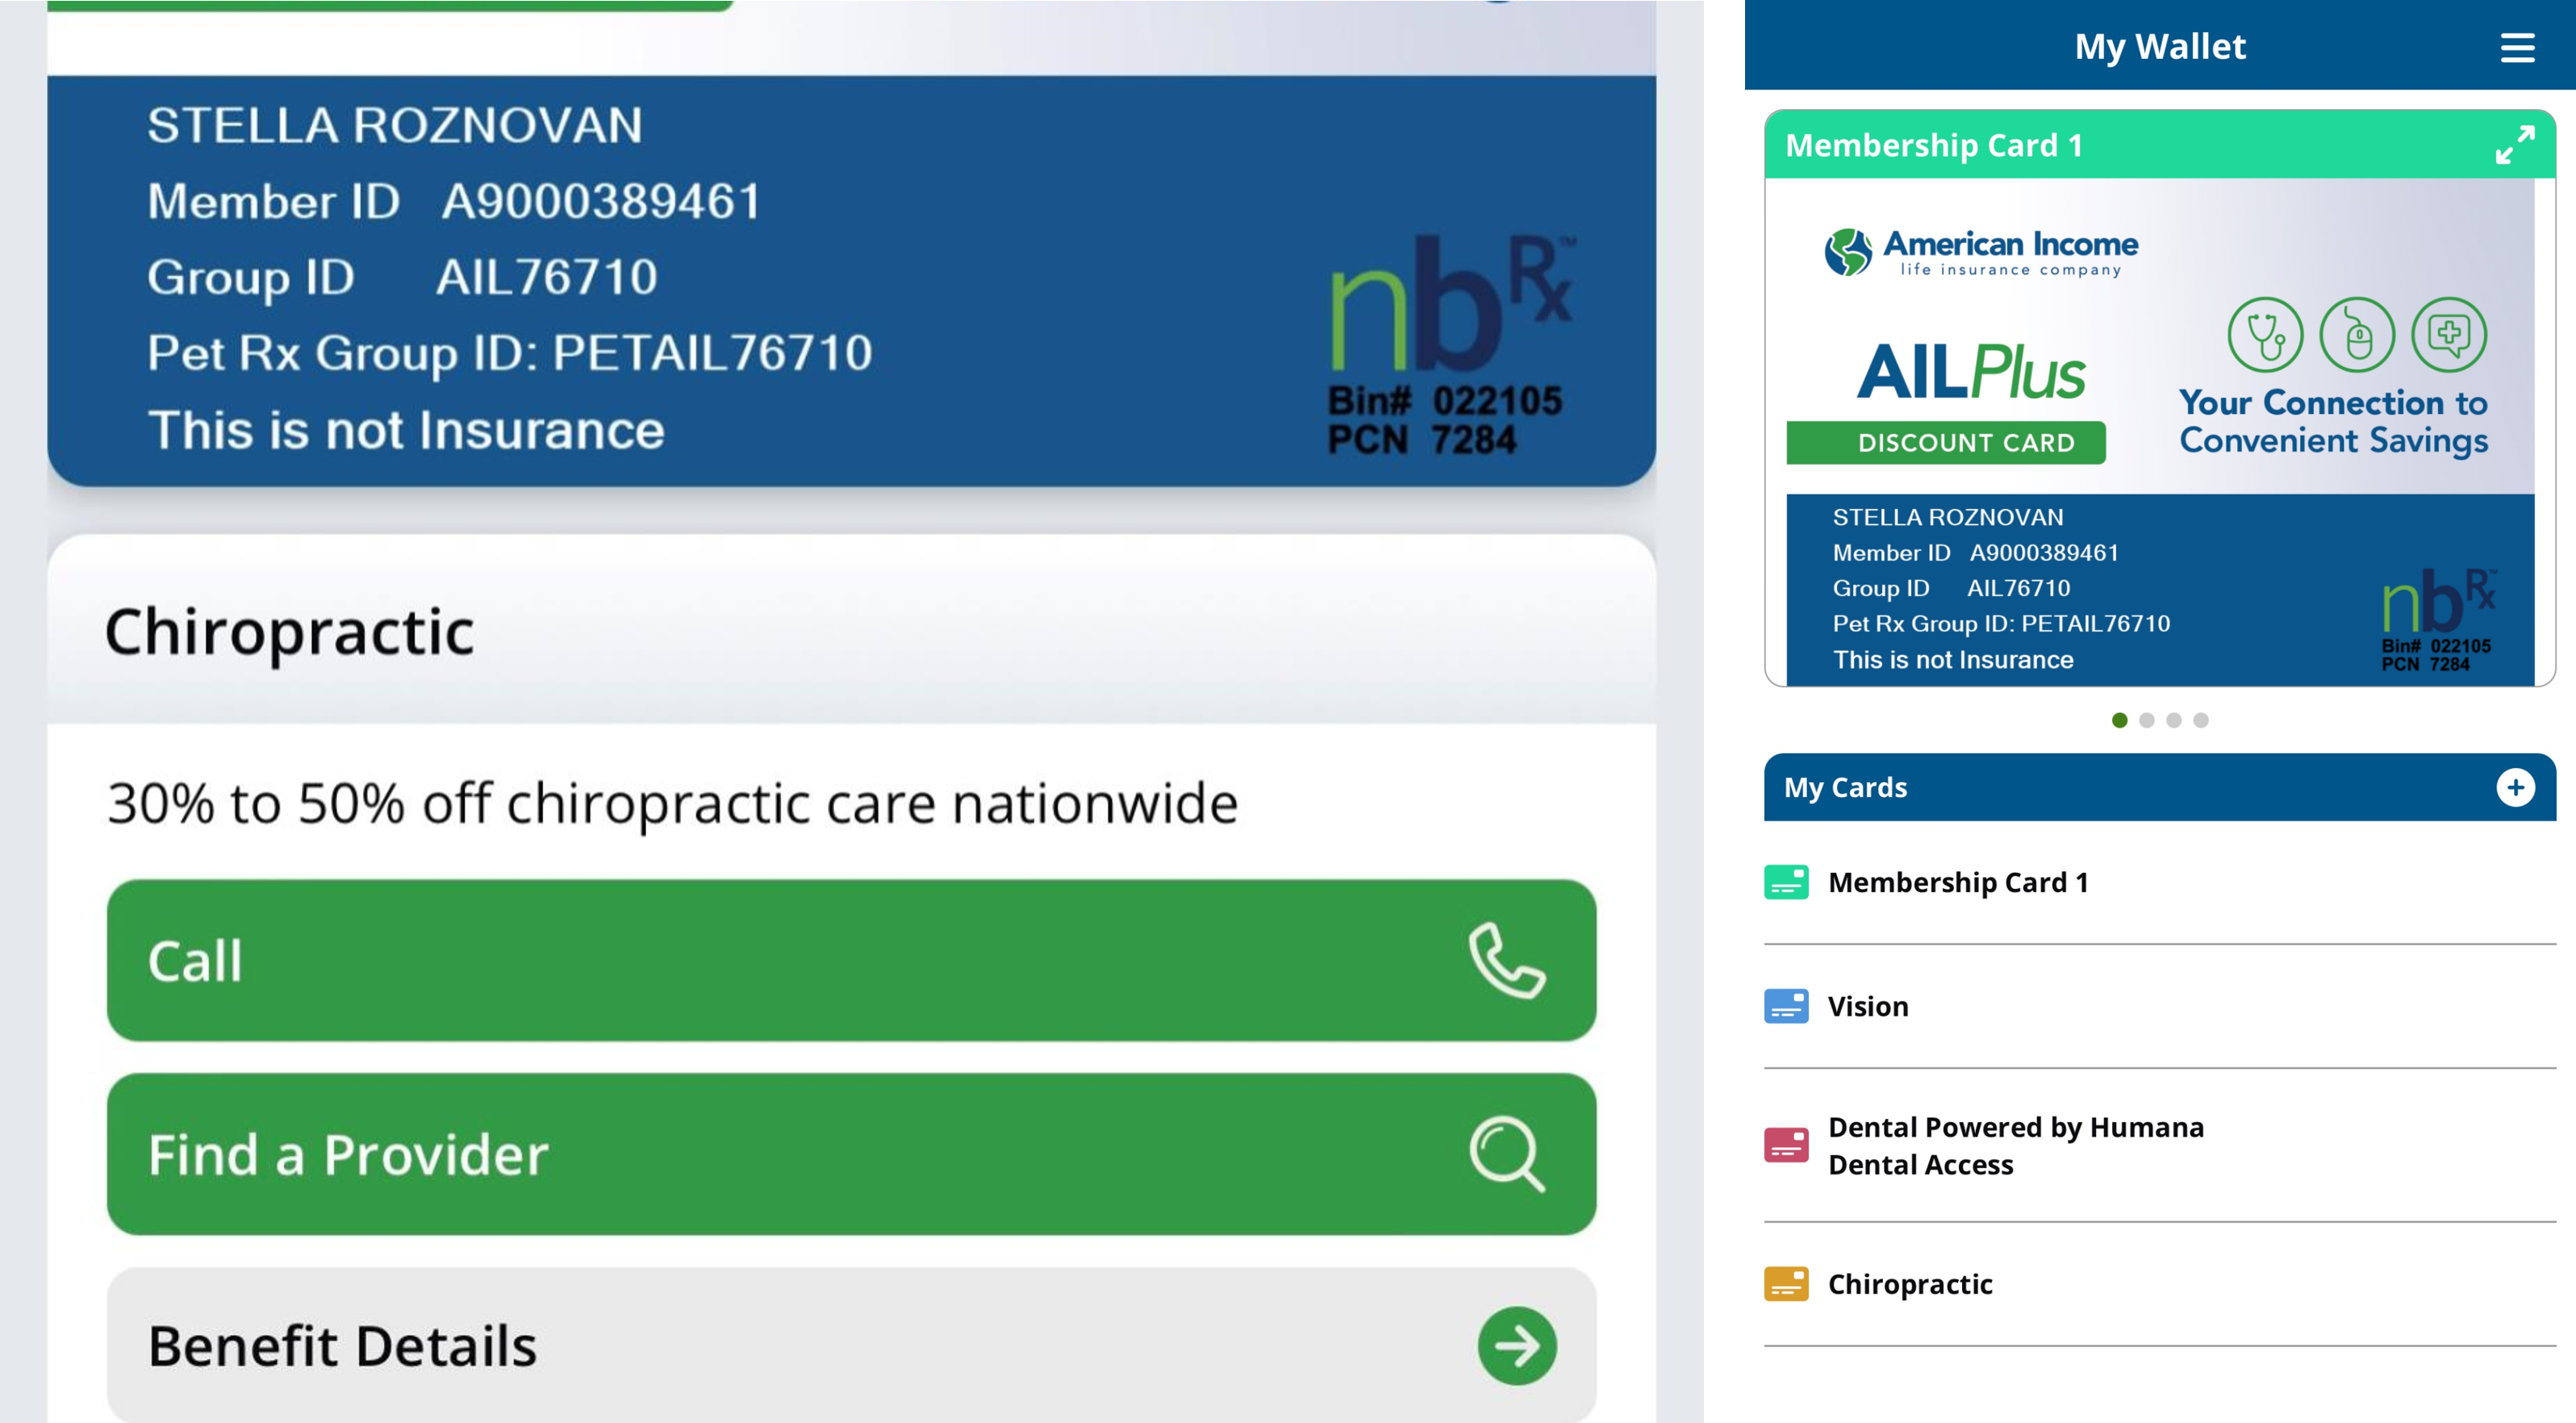 STELLA ROZNOVAN
Member ID A9000389461
Group ID AIL76710
Pet Rx Group ID: PETAIL76710
This is not Insurance
nbRx™
Bin# 022105
PCN 7284
Chiropractic
30% to 50% off chiropractic care nationwide
Call
Find a Provider
Benefit Details
My Wallet
Membership Card 1
American Income
life insurance company
AILPlus
DISCOUNT CARD
Your Connection to
Convenient Savings
STELLA ROZNOVAN
Member ID A9000389461
Group ID AIL76710
Pet Rx Group ID: PETAIL76710
This is not Insurance
nbRx™
Bin# 022105
PCN 7284
My Cards
Membership Card 1
Vision
Dental Powered by Humana
Dental Access
Chiropractic